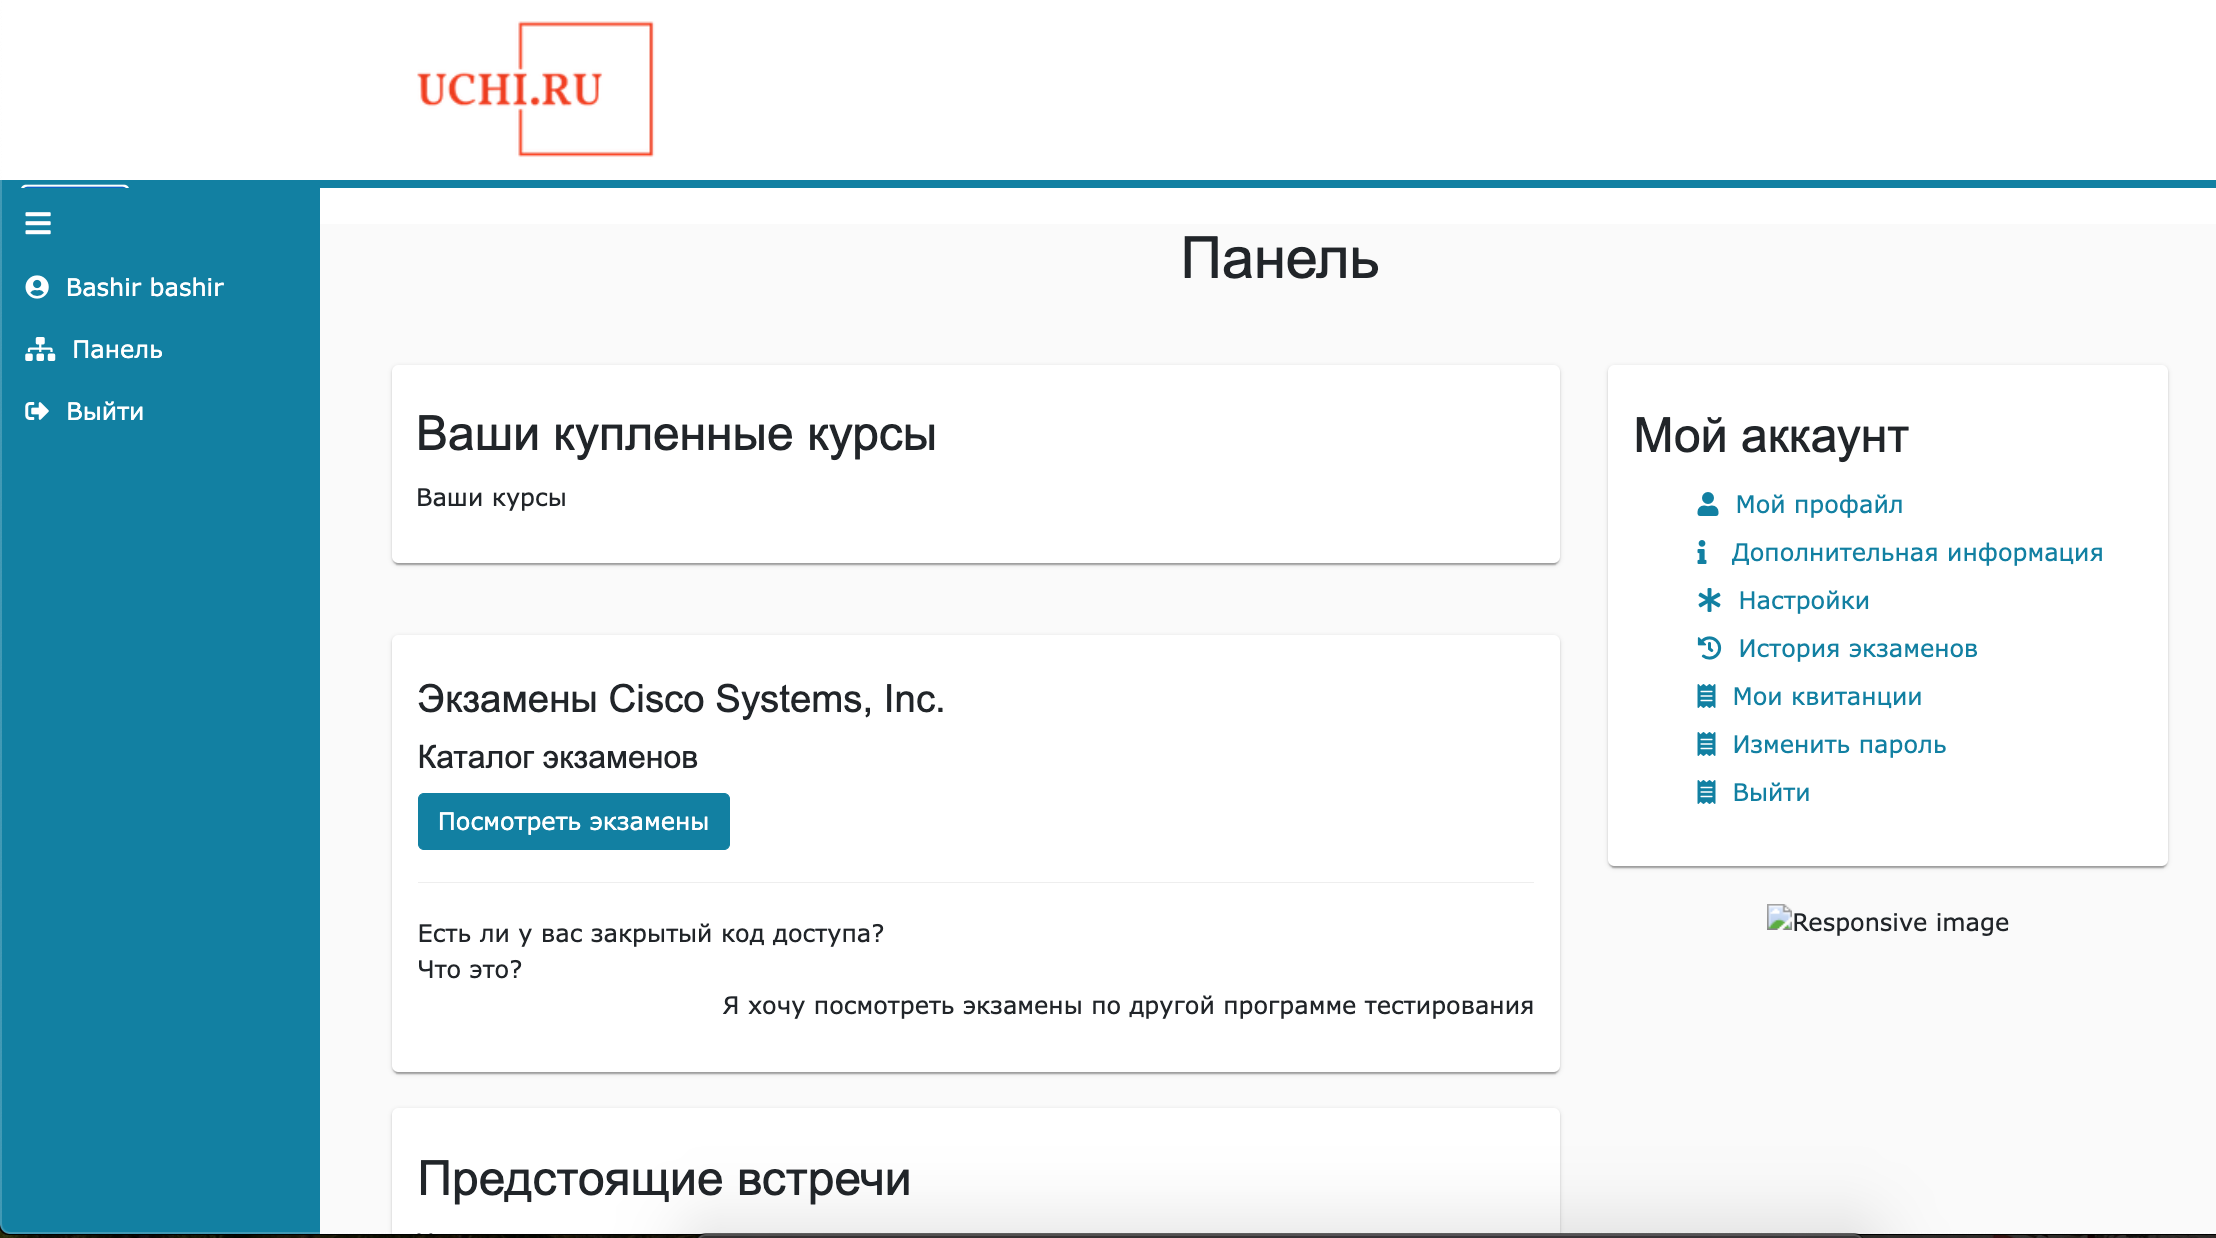 UCHI.RU
Bashir bashir
Панель
Выйти
Панель
Ваши купленные курсы
Ваши курсы
Экзамены Cisco Systems, Inc.
Каталог экзаменов
Посмотреть экзамены
Есть ли у вас закрытый код доступа?
Что это?
Я хочу посмотреть экзамены по другой программе тестирования
Предстоящие встречи
Мой аккаунт
Мой профайл
Дополнительная информация
Настройки
История экзаменов
Мои квитанции
Изменить пароль
Выйти
Responsive image